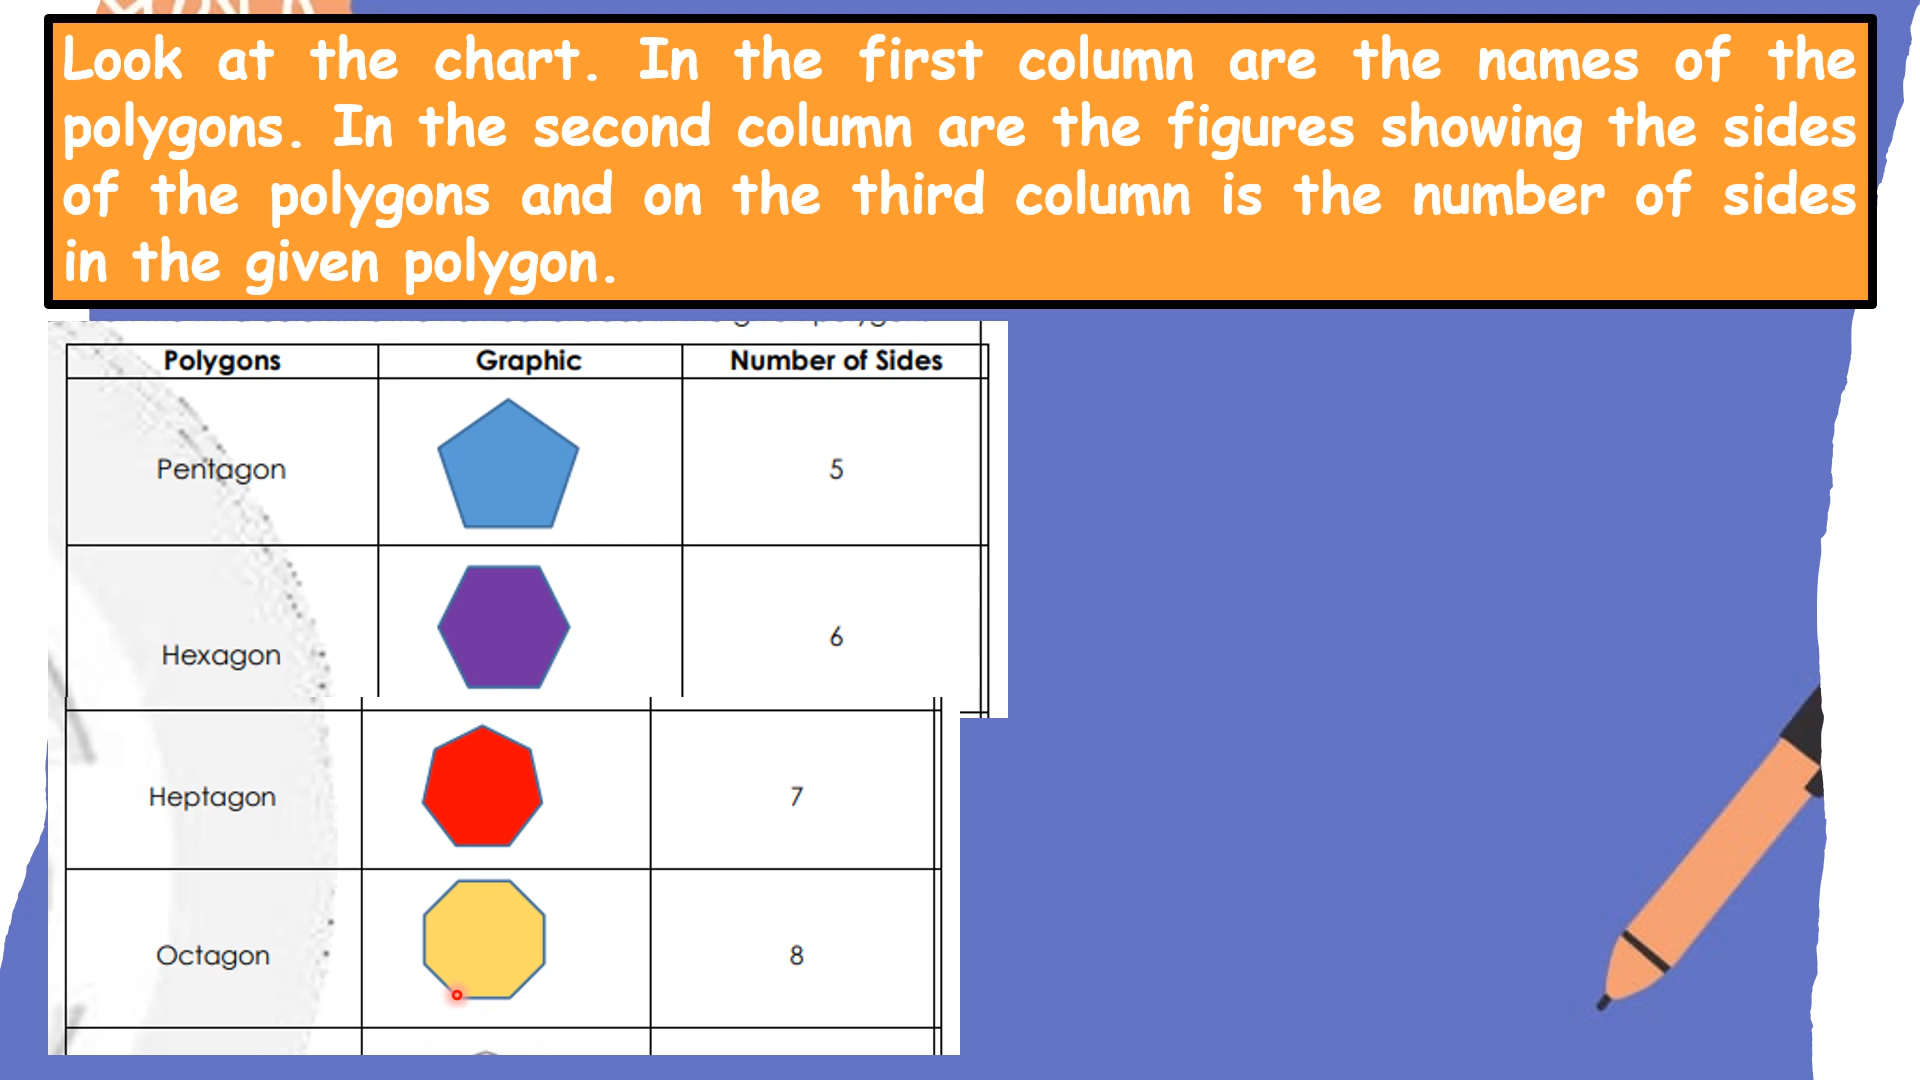 Look at the chart. In the first column are the names of the
polygons. In the second column are the figures showing the sides
of the polygons and on the third column is the number of sides
in the given polygon.
Polygons Graphic Number of Sides
Pentagon 5
Hexagon 6
Heptagon 7
Octagon 8